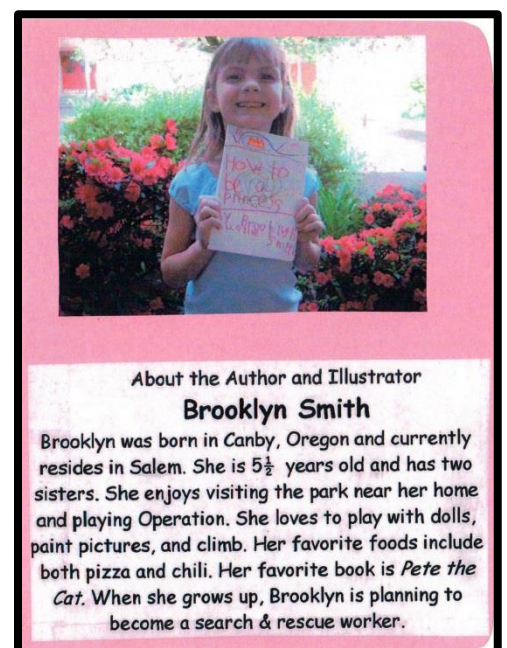 How to
be a
princess
About the Author and Illustrator
Brooklyn Smith
Brooklyn was born in Canby, Oregon and currently
resides in Salem. She is 5½ years old and has two
sisters. She enjoys visiting the park near her home
and playing Operation. She loves to play with dolls,
paint pictures, and climb. Her favorite foods include
both pizza and chili. Her favorite book is Pete the
Cat. When she grows up, Brooklyn is planning to
become a search & rescue worker.